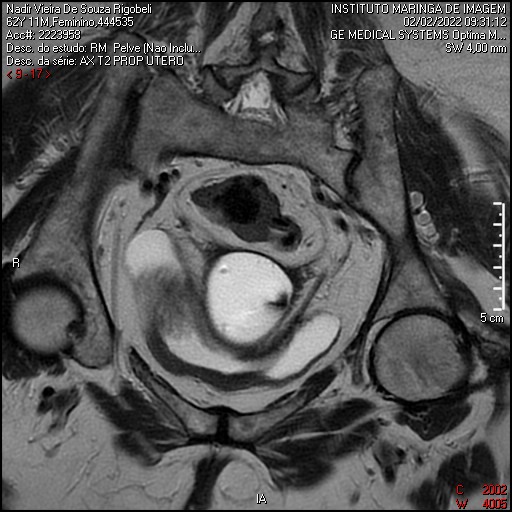 Nadir Vieira De Souza Rigobeli
62Y 11M,Feminino,444535
Acc#: 2223958
Desc. do estudo: RM  Pelve (Nao Inclu...
Desc. da série: AX T2 PROP UTERO
< 9 - 17 >
INSTITUTO MARINGA DE IMAGEM
02/02/2022 09:31:12
GE MEDICAL SYSTEMS Optima M...
SW 4,00 mm
R
5 cm
IA
C 2002
W 4005